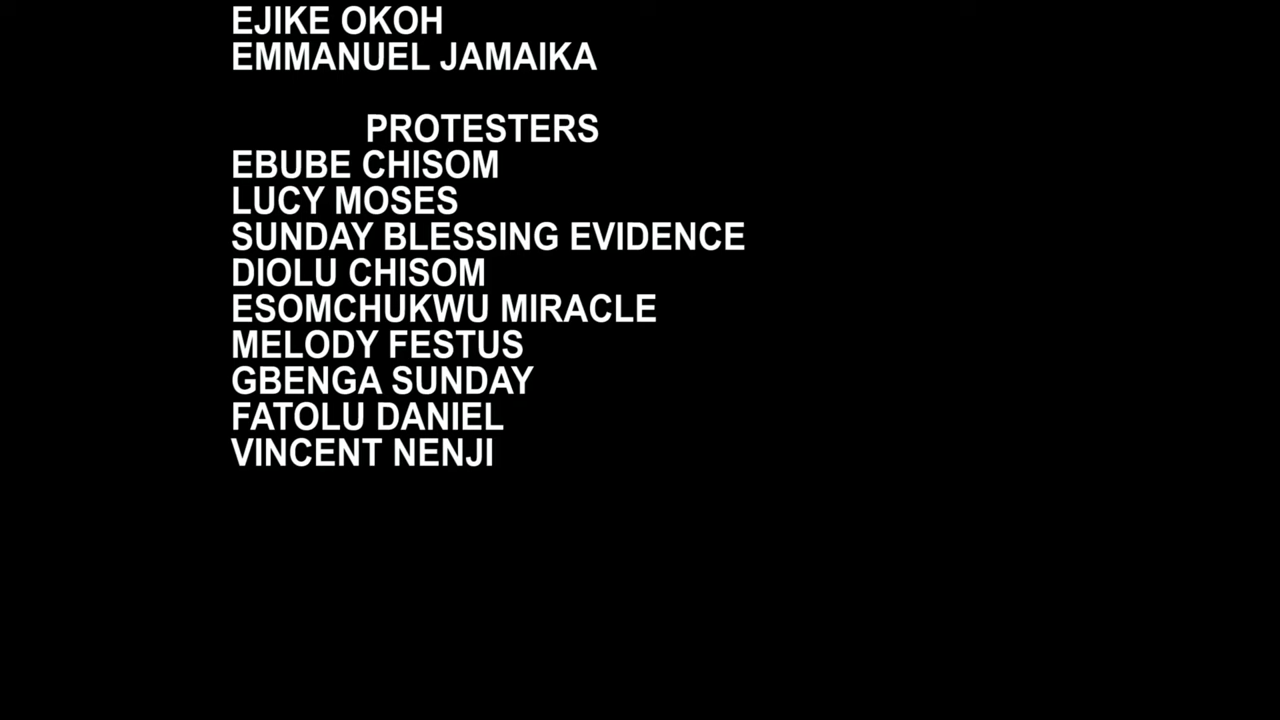 EJIKE OKOH
EMMANUEL JAMAIKA
PROTESTERS
EBUBE CHISOM
LUCY MOSES
SUNDAY BLESSING EVIDENCE
DIOLU CHISOM
ESOMCHUKWU MIRACLE
MELODY FESTUS
GBENGA SUNDAY
FATOLU DANIEL
VINCENT NENJI